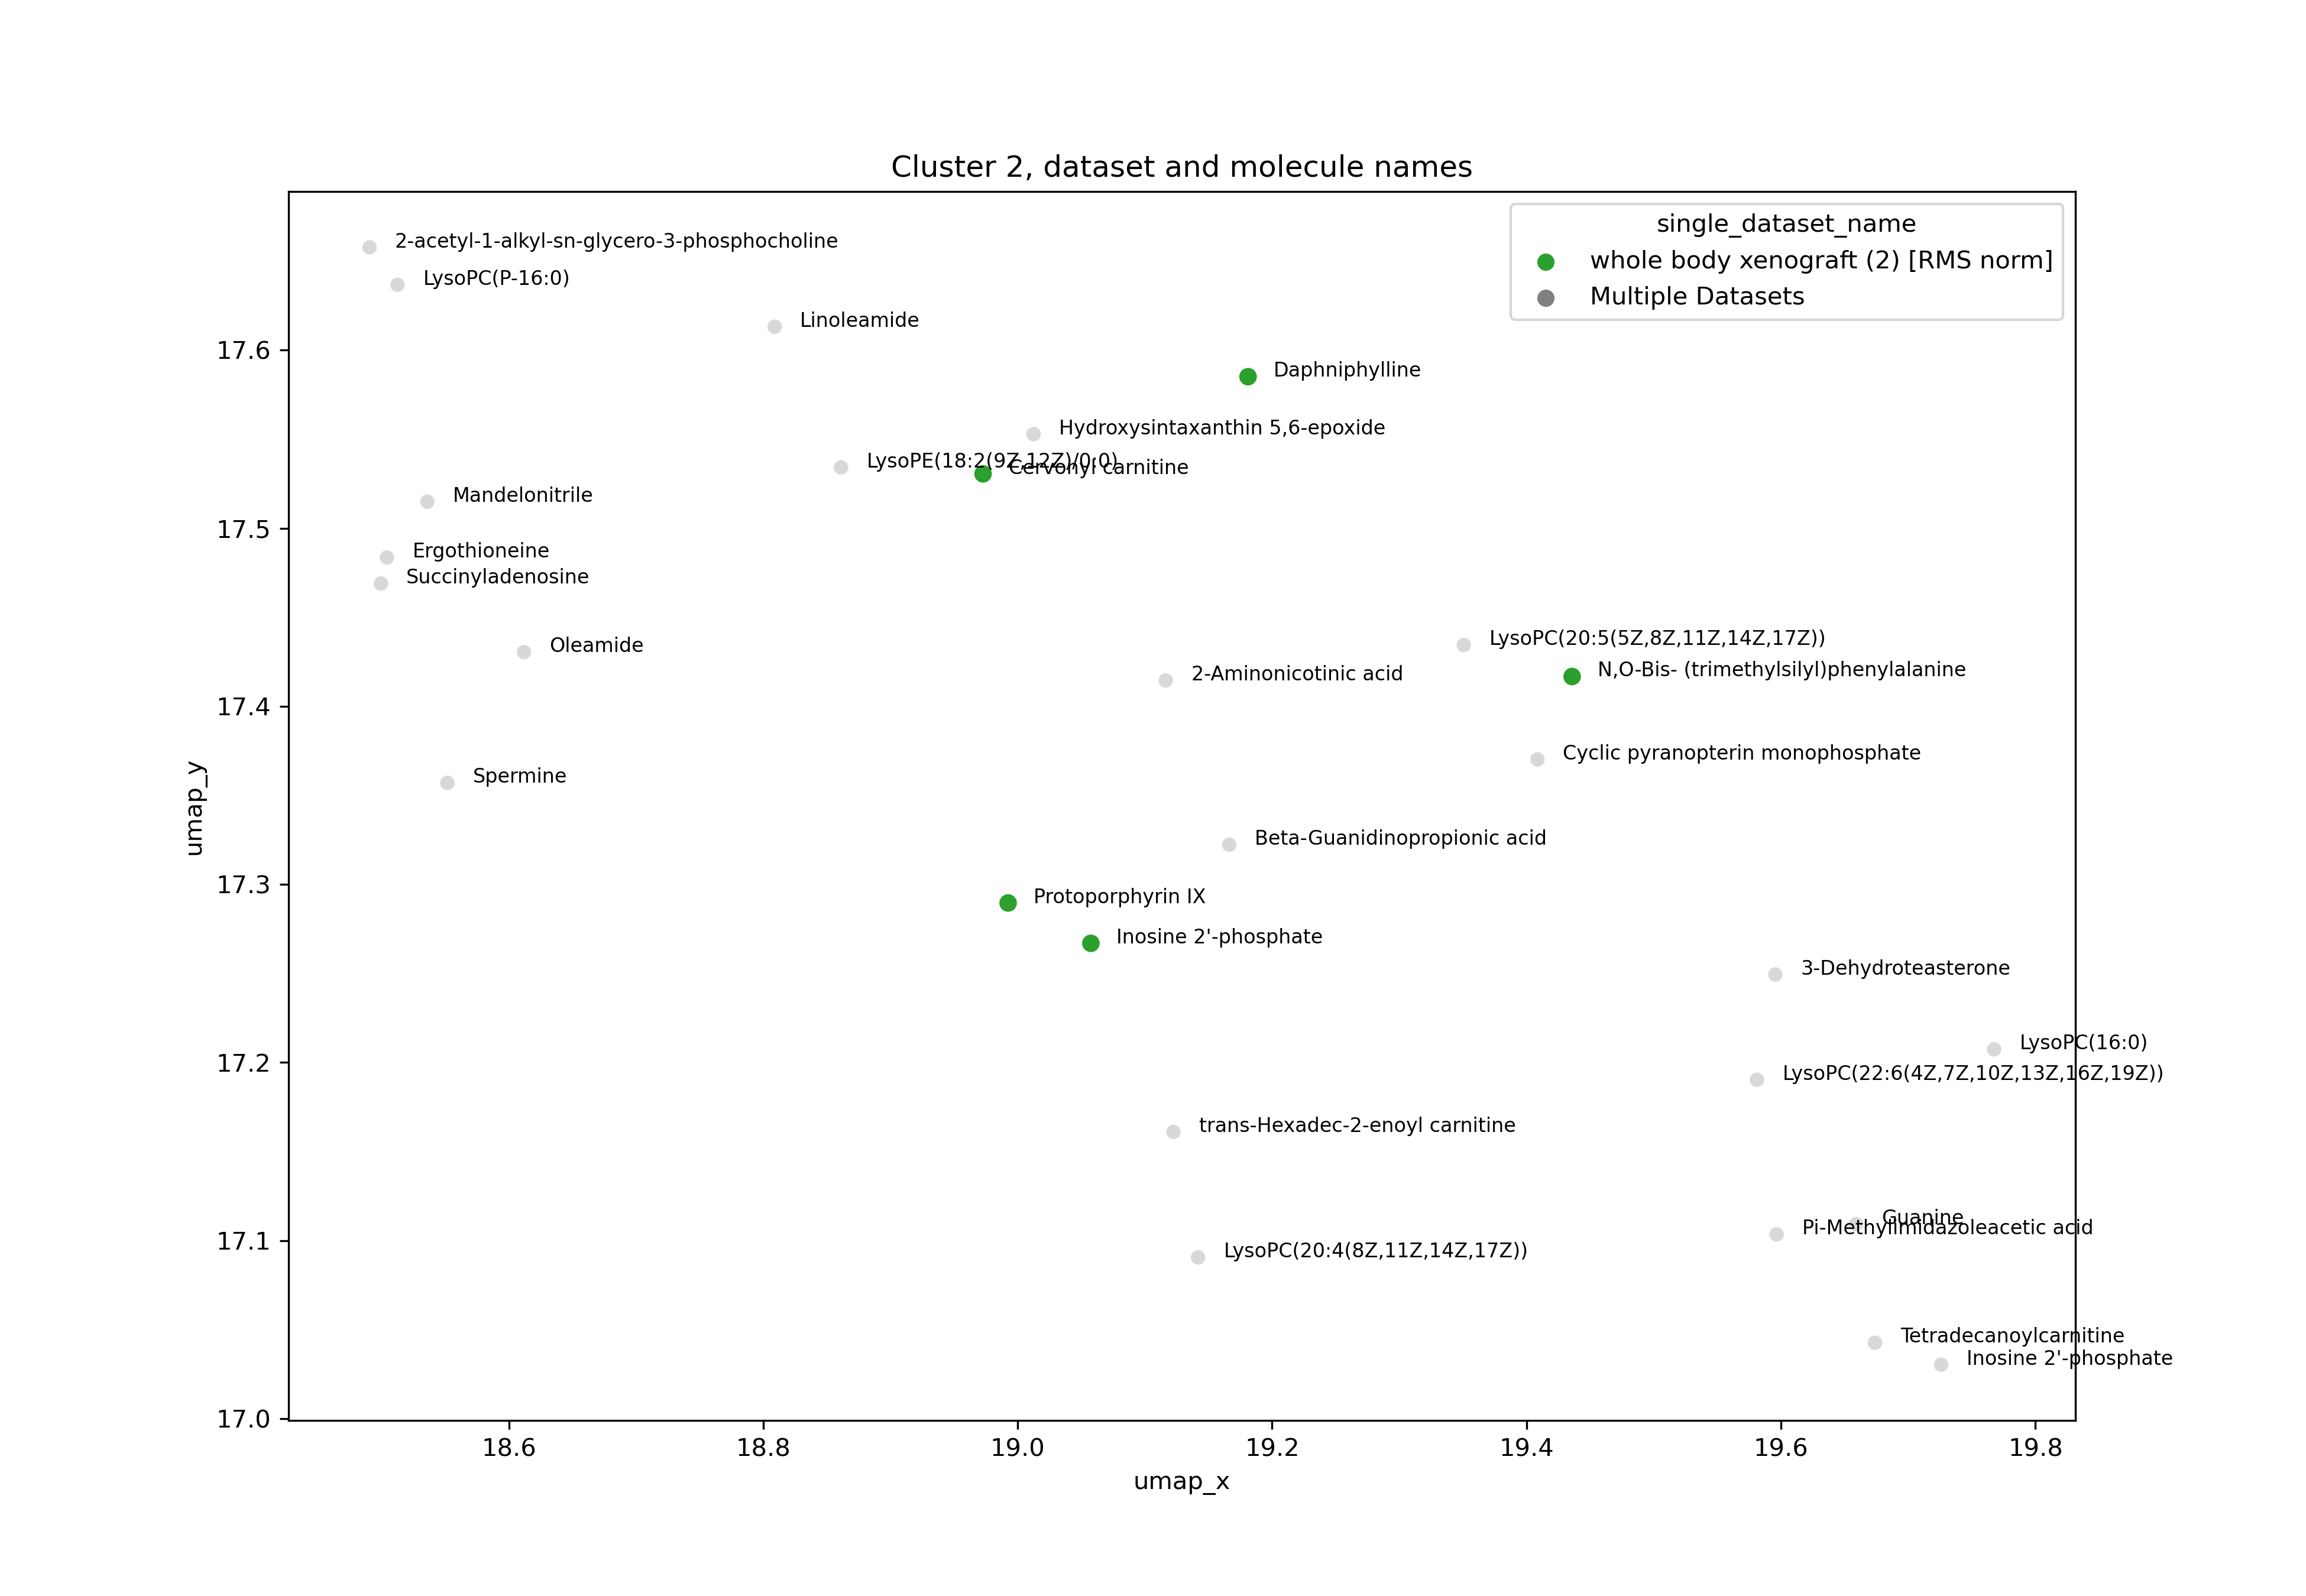 Cluster 2, dataset and molecule names
single_dataset_name
whole body xenograft (2) [RMS norm]
Multiple Datasets
2-acetyl-1-alkyl-sn-glycero-3-phosphocholine
LysoPC(P-16:0)
Linoleamide
Daphniphylline
Hydroxysintaxanthin 5,6-epoxide
LysoPE(18:2(9Z,12Z)/0:0)
Cervonyl carnitine
Mandelonitrile
Ergothioneine
Succinyladenosine
Oleamide
LysoPC(20:5(5Z,8Z,11Z,14Z,17Z))
N,O-Bis- (trimethylsilyl)phenylalanine
2-Aminonicotinic acid
Cyclic pyranopterin monophosphate
Spermine
Beta-Guanidinopropionic acid
Protoporphyrin IX
Inosine 2'-phosphate
3-Dehydroteasterone
LysoPC(16:0)
LysoPC(22:6(4Z,7Z,10Z,13Z,16Z,19Z))
trans-Hexadec-2-enoyl carnitine
Guanine
Pi-Methylimidazoleacetic acid
LysoPC(20:4(8Z,11Z,14Z,17Z))
Tetradecanoylcarnitine
Inosine 2'-phosphate
17.6
17.5
17.4
17.3
17.2
17.1
17.0
umap_y
18.6 18.8 19.0 19.2 19.4 19.6 19.8
umap_x